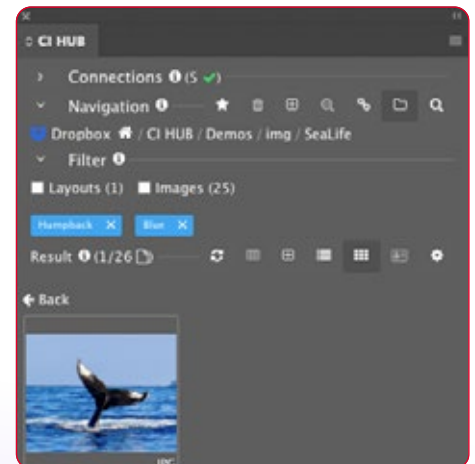 CI HUB
Connections (5 ✓)
Navigation
Dropbox / CI HUB / Demos / img / SeaLife
Filter
Layouts (1) Images (25)
Humpback X Blue X
Result (1/26)
Back
JPG